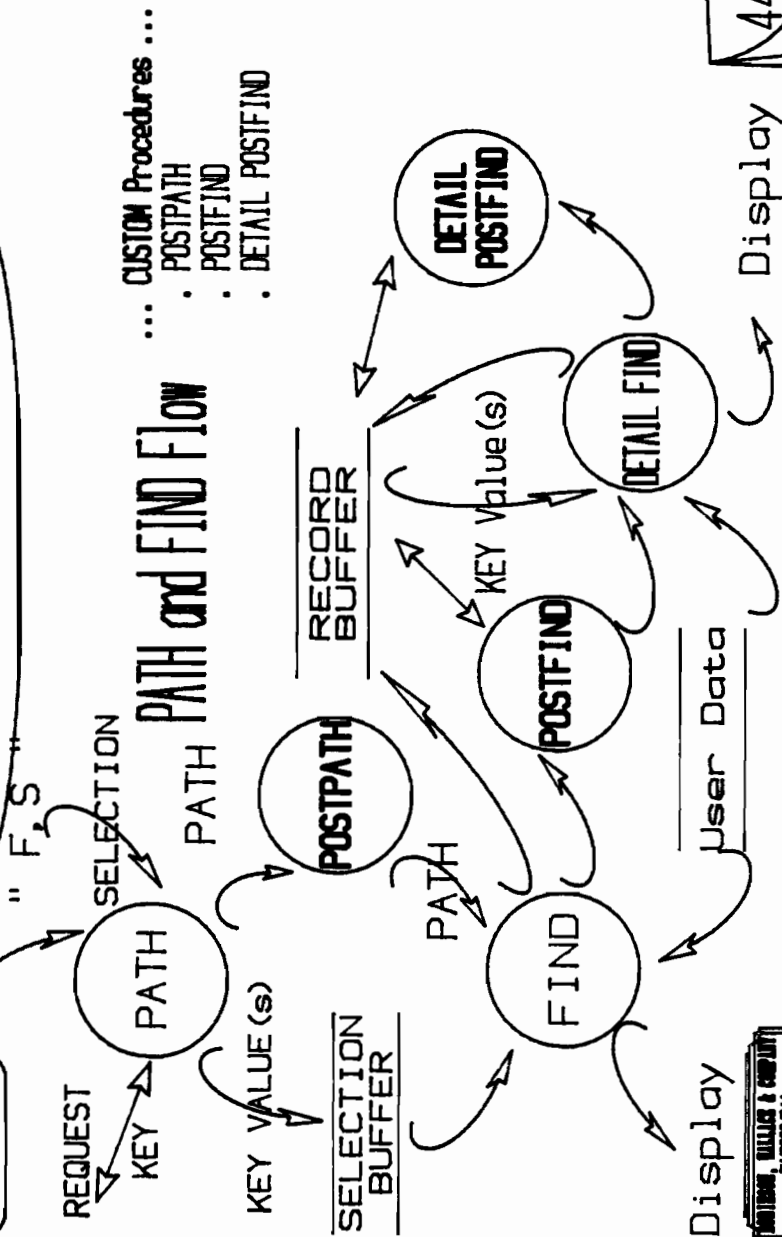 " F,S "
SELECTION
REQUEST
KEY
PATH
PATH
PATH and FIND Flow
... CUSTOM Procedures ...
. POSTPATH
. POSTFIND
. DETAIL POSTFIND
KEY VALUE(s)
POSTPATH
SELECTION
BUFFER
PATH
RECORD
BUFFER
DETAIL
POSTFIND
FIND
POSTFIND
KEY Value(s)
DETAIL FIND
User Data
Display
Display